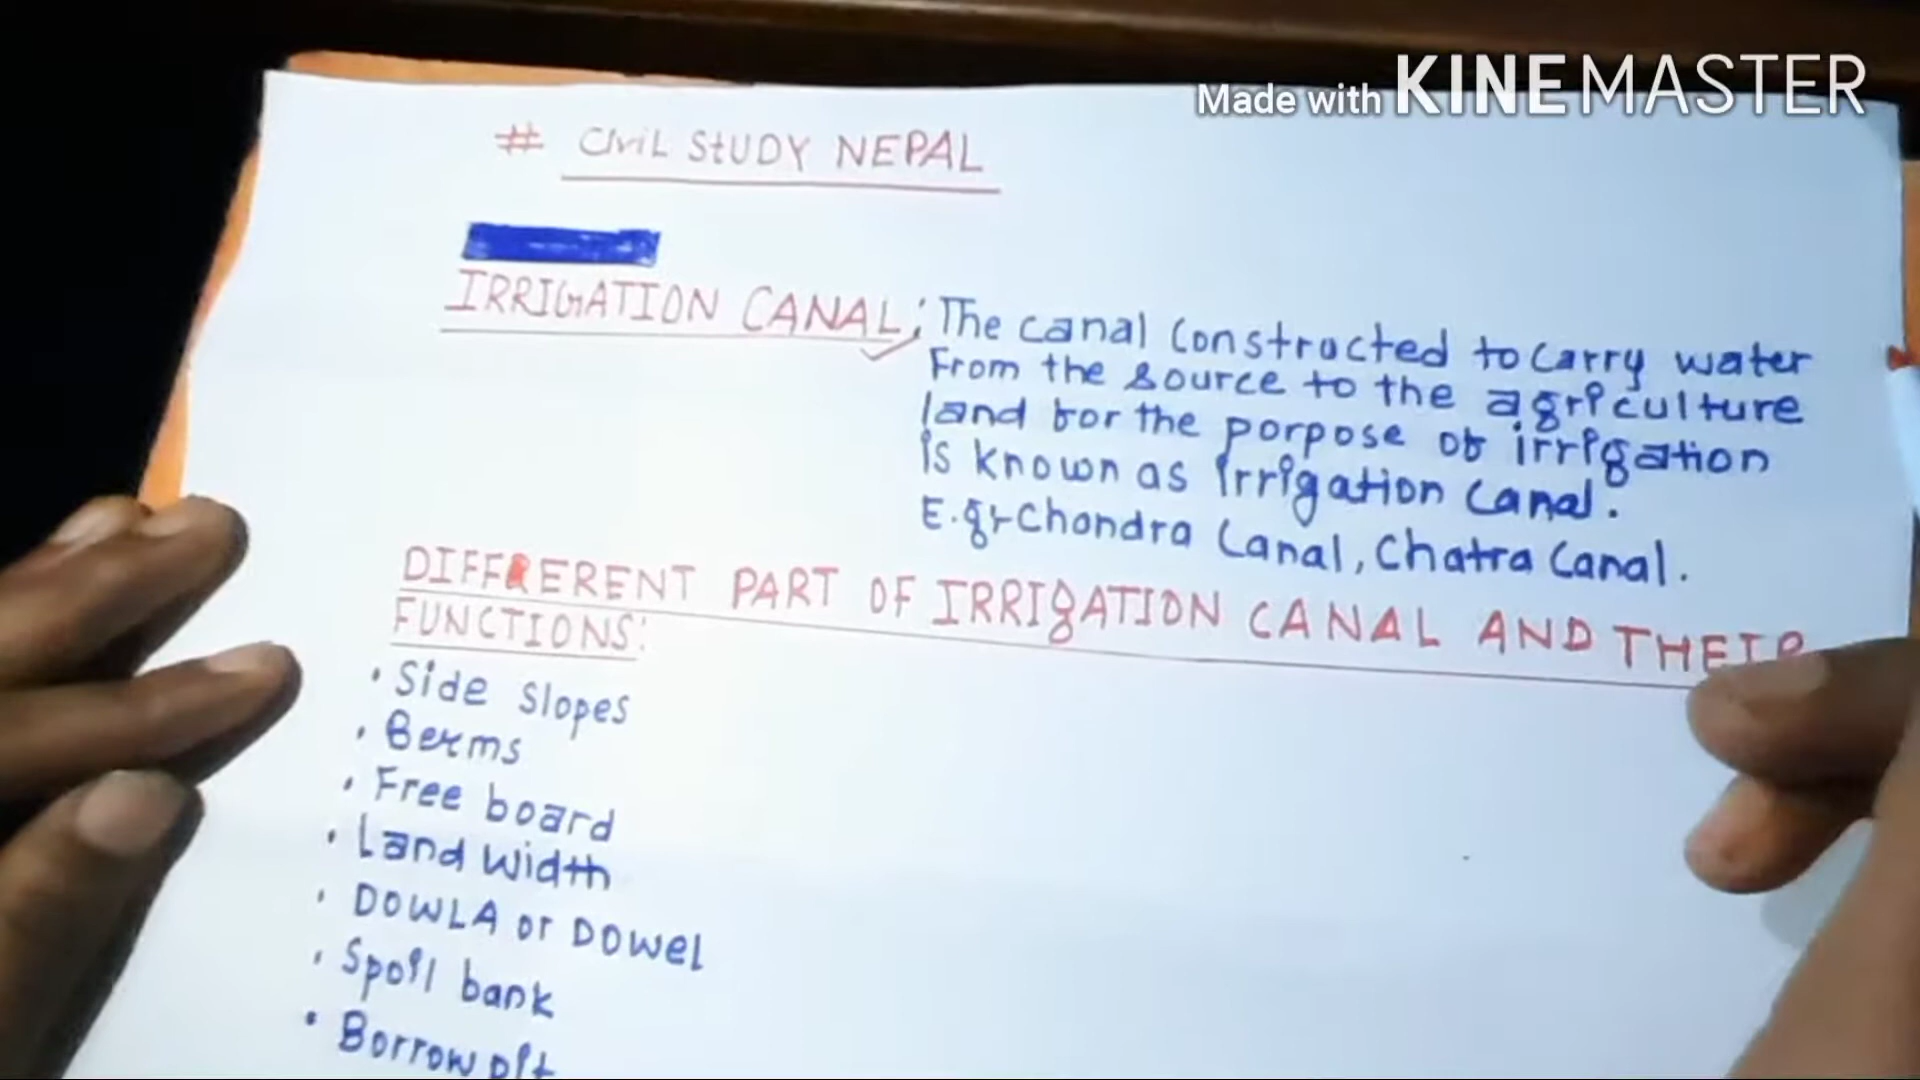 Made with KINEMASTER
# CIVIL STUDY NEPAL
IRRIGATION CANAL: The canal constructed to carry water
From the source to the agriculture
land for the porpose of irrigation
is known as irrigation canal.
E.g:-Chandra Canal, Chatra Canal.
DIFFERENT PART OF IRRIGATION CANAL AND THEIR
FUNCTIONS:
• Side slopes
• Berms
• Free board
• Land width
• DOWLA or DOWEL
• Spoil bank
• Borrow pit